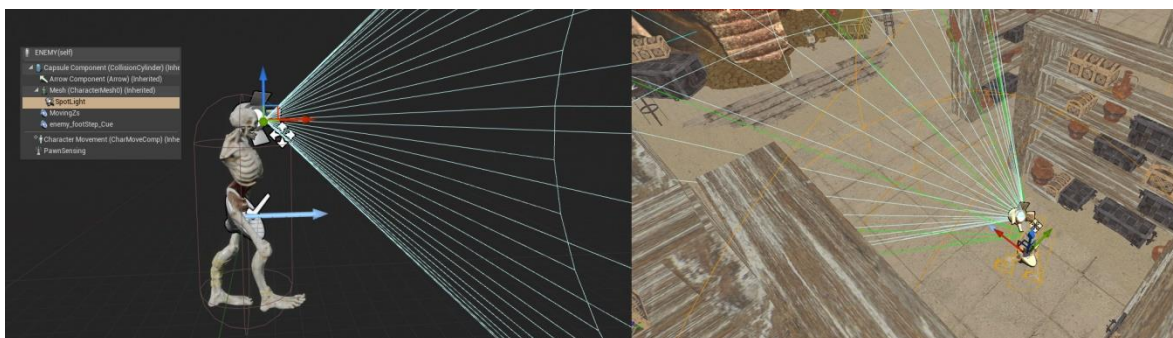 ENEMY(self)
Capsule Component (CollisionCylinder) (Inhe
Arrow Component (Arrow) (Inherited)
Mesh (CharacterMesh0) (Inherited)
SpotLight
MovingZs
enemy_footStep_Cue
Character Movement (CharMoveComp) (Inhe
PawnSensing